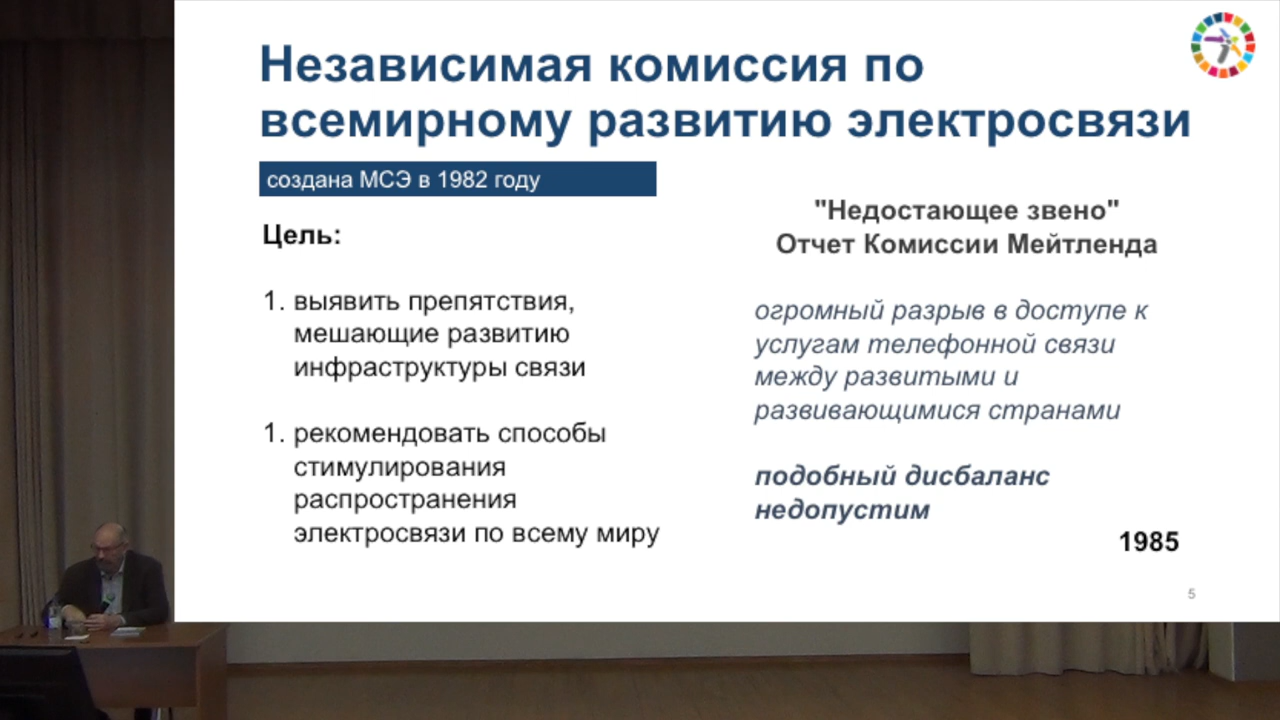 Независимая комиссия по
всемирному развитию электросвязи
создана МСЭ в 1982 году
Цель:
1. выявить препятствия,
мешающие развитию
инфраструктуры связи
1. рекомендовать способы
стимулирования
распространения
электросвязи по всему миру
"Недостающее звено"
Отчет Комиссии Мейтленда
огромный разрыв в доступе к
услугам телефонной связи
между развитыми и
развивающимися странами
подобный дисбаланс
недопустим
1985
5